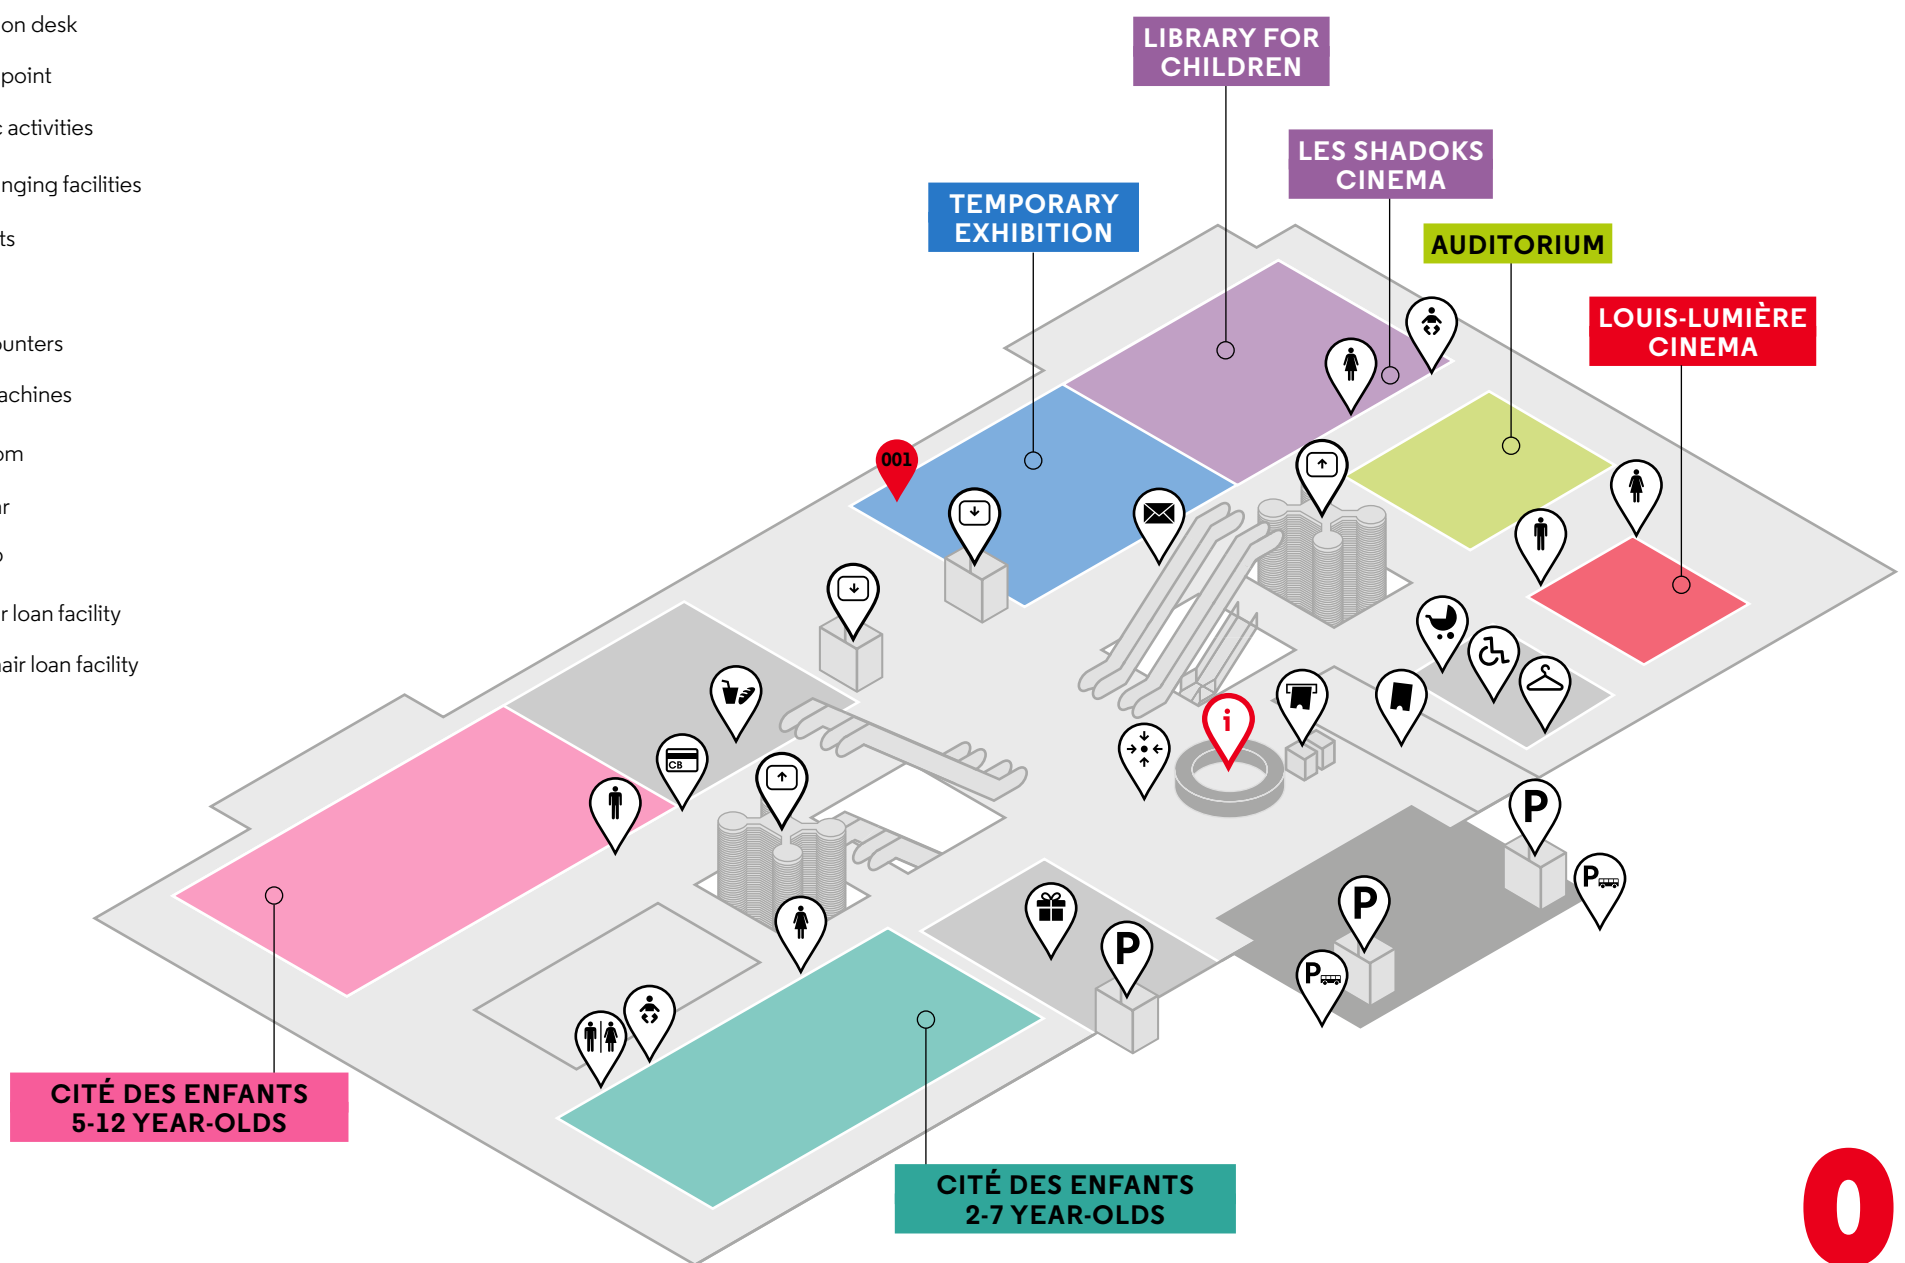 on desk
point
activities
nging facilities
ts
ounters
achines
om
ar
r loan facility
air loan facility
LIBRARY FOR
CHILDREN
LES SHADOKS
CINEMA
TEMPORARY
EXHIBITION
AUDITORIUM
LOUIS-LUMIÈRE
CINEMA
001
i
CB
P
P
P
P
P
CITÉ DES ENFANTS
5-12 YEAR-OLDS
CITÉ DES ENFANTS
2-7 YEAR-OLDS
0